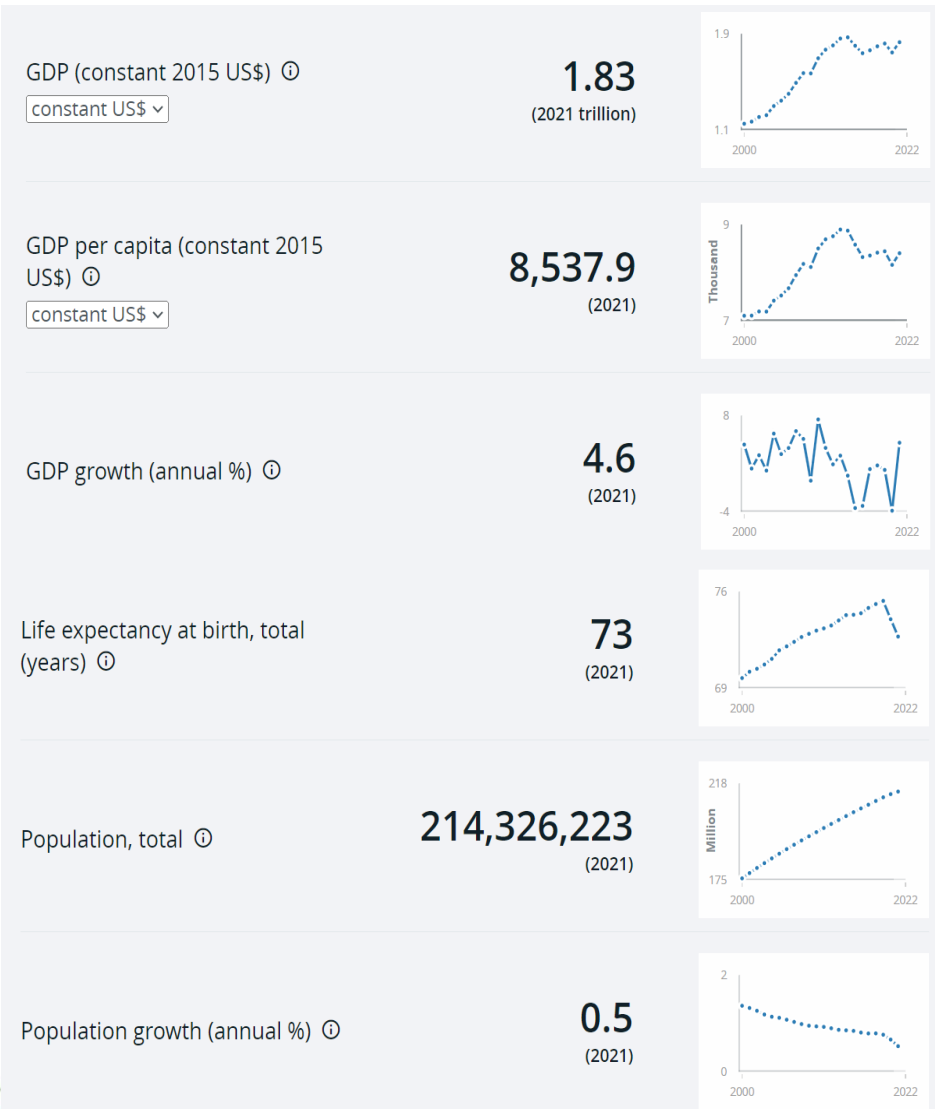 GDP (constant 2015 US$) ⓘ
constant US$
1.83
(2021 trillion)
1.9
1.1
2000
2022
GDP per capita (constant 2015
US$) ⓘ
constant US$
8,537.9
(2021)
9
Thousand
7
2000
2022
GDP growth (annual %) ⓘ
4.6
(2021)
8
-4
2000
2022
Life expectancy at birth, total
(years) ⓘ
73
(2021)
76
69
2000
2022
Population, total ⓘ
214,326,223
(2021)
218
Million
175
2000
2022
Population growth (annual %) ⓘ
0.5
(2021)
2
0
2000
2022